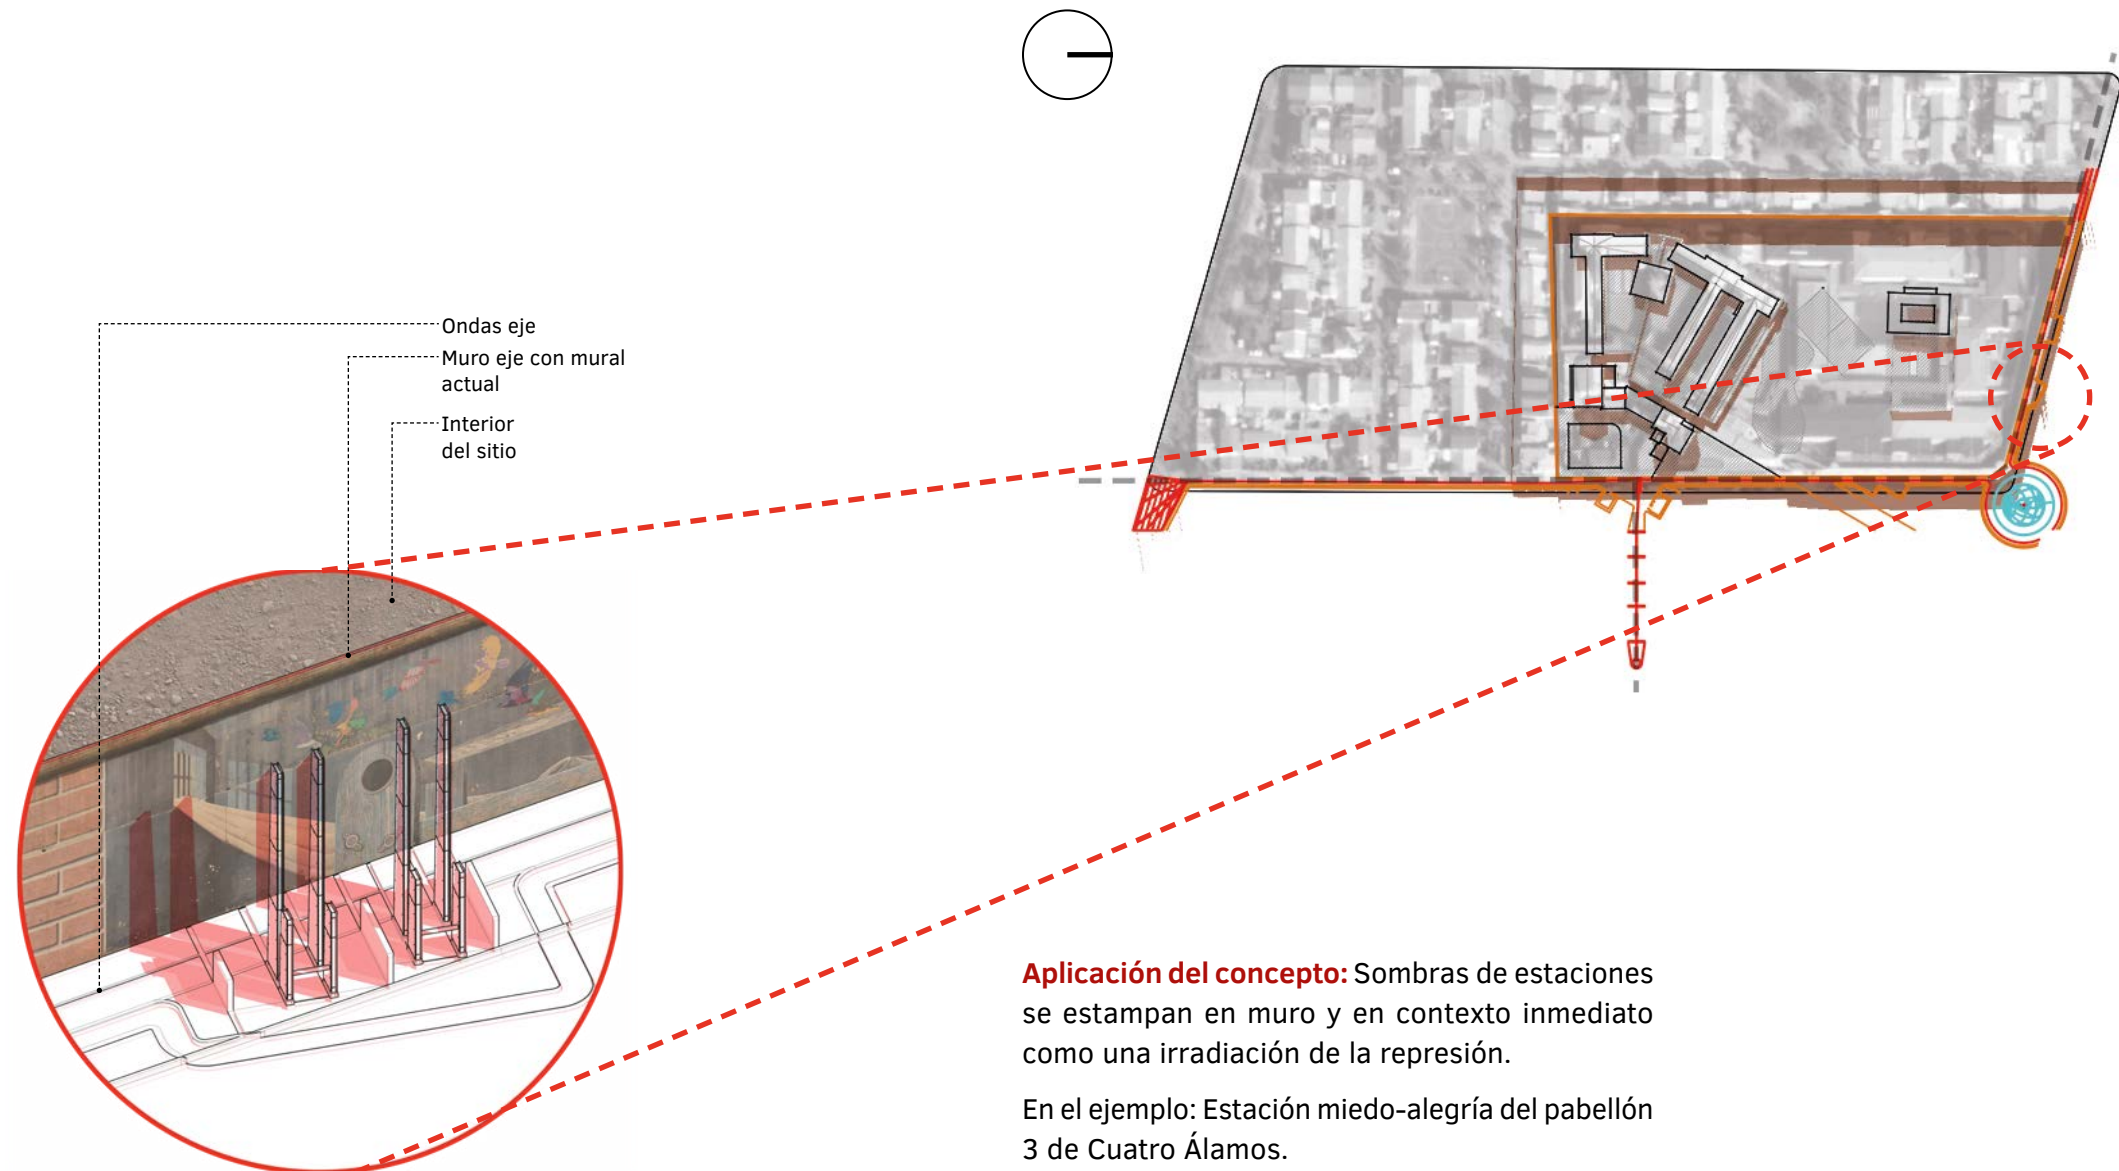 Ondas eje
Muro eje con mural
actual
Interior
del sitio
Aplicación del concepto: Sombras de estaciones
se estampan en muro y en contexto inmediato
como una irradiación de la represión.
En el ejemplo: Estación miedo-alegría del pabellón
3 de Cuatro Álamos.